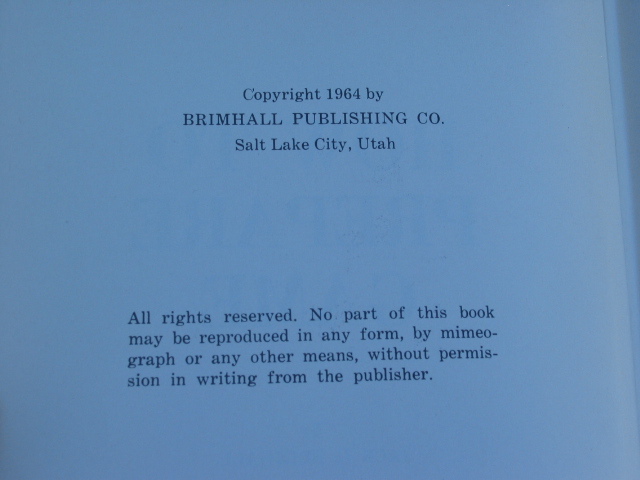 Copyright 1964 by
BRIMHALL PUBLISHING CO.
Salt Lake City, Utah
All rights reserved. No part of this book
may be reproduced in any form, by mimeo-
graph or any other means, without permis-
sion in writing from the publisher.